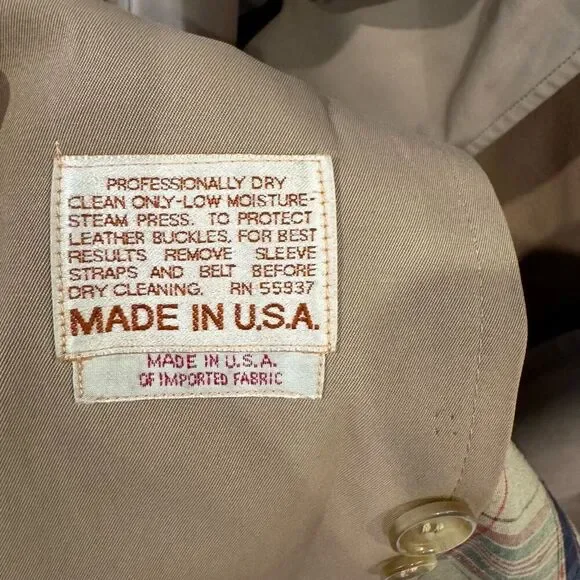 PROFESSIONALLY DRY
CLEAN ONLY-LOW MOISTURE-
STEAM PRESS. TO PROTECT
LEATHER BUCKLES, FOR BEST
RESULTS REMOVE SLEEVE
STRAPS AND BELT BEFORE
DRY CLEANING. RN 55937
MADE IN U.S.A.
MADE IN U.S.A.
OF IMPORTED FABRIC